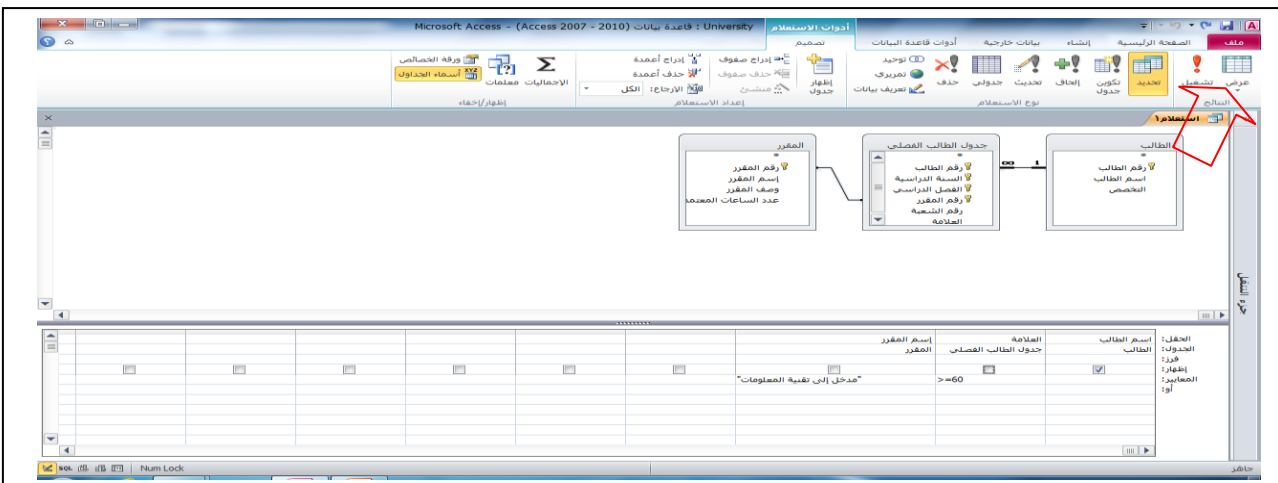 أدوات الاستعلام
University : قاعدة بيانات (Access 2007 - 2010) - Microsoft Access
ملف الصفحة الرئيسية إنشاء بيانات خارجية أدوات قاعدة البيانات تصميم
عرض تشغيل تحديد تكوين جدول إلحاق تحديث جدولي حذف
توحيد
تمريري
تعريف بيانات
إظهار جدول
إدراج صفوف
حذف صفوف
منشئ
إدراج أعمدة
حذف أعمدة
الإرجاع: الكل
الإجماليات معلمات
ورقة الخصائص
أسماء الجداول
النتائج نوع الاستعلام إعداد الاستعلام إظهار/إخفاء
استعلام١
الطالب
*
رقم الطالب
اسم الطالب
التخصص
1 ∞
جدول الطالب الفصلي
*
رقم الطالب
السنة الدراسية
الفصل الدراسي
رقم المقرر
رقم الشعبة
العلامة
المقرر
*
رقم المقرر
إسم المقرر
وصف المقرر
عدد الساعات المعتمد
جزء التنقل
الحقل: اسم الطالب العلامة إسم المقرر
الجدول: الطالب جدول الطالب الفصلي المقرر
فرز:
إظهار:
المعايير: >=60 "مدخل إلى تقنية المعلومات"
أو:
جاهز Num Lock SQL